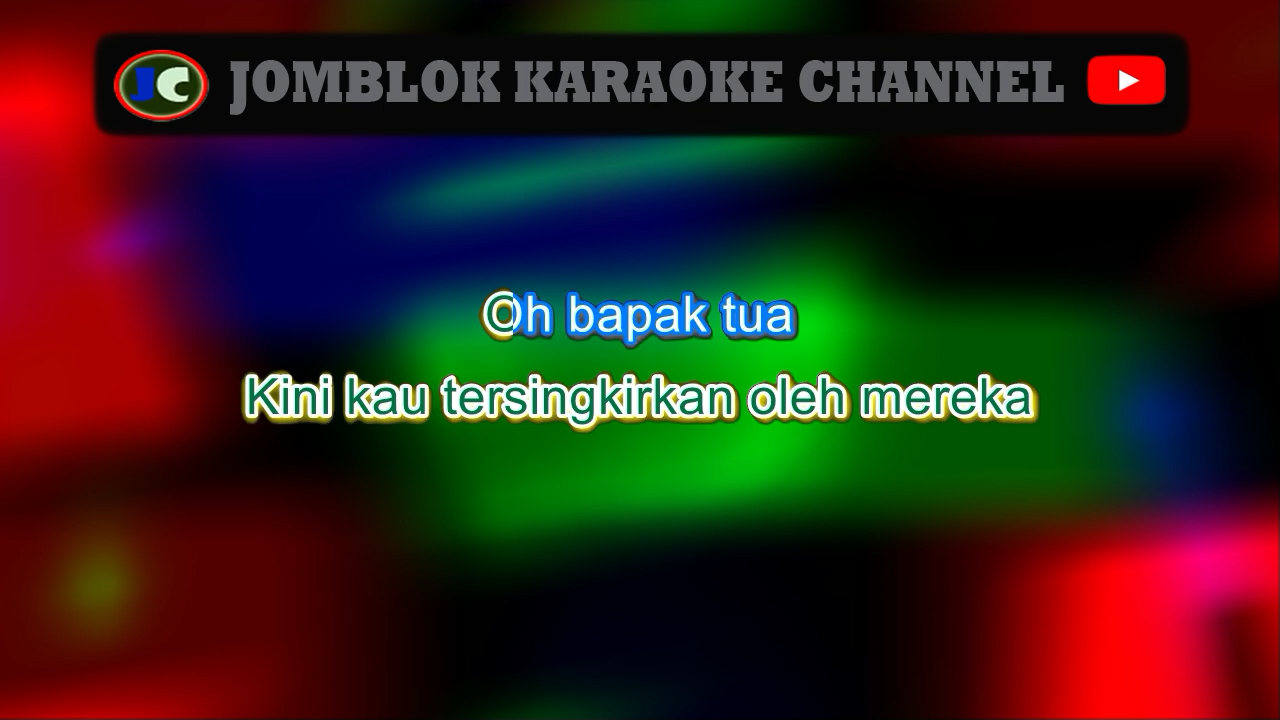 JC JOMBLOK KARAOKE CHANNEL
Oh bapak tua
Kini kau tersingkirkan oleh mereka